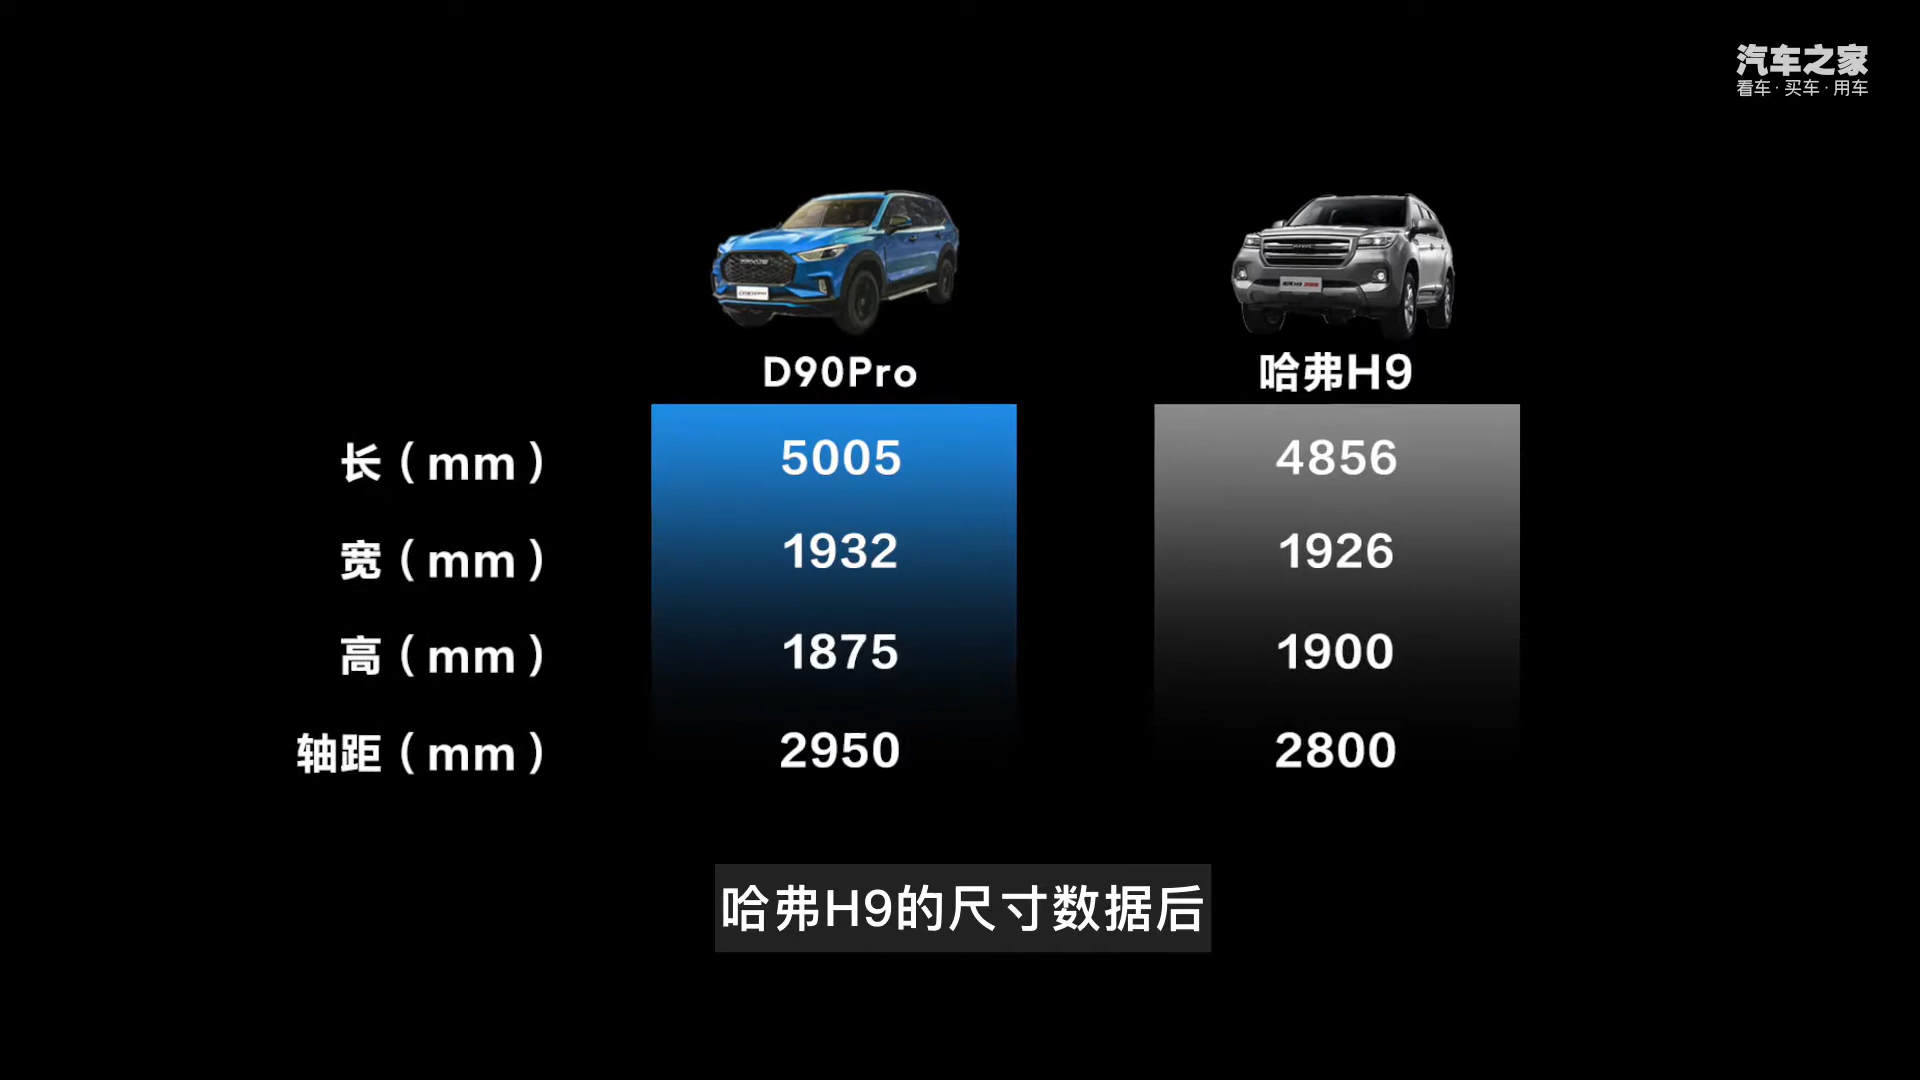 汽车之家
看车·买车·用车
D90Pro 哈弗H9
长（mm） 5005 4856
宽（mm） 1932 1926
高（mm） 1875 1900
轴距（mm） 2950 2800
哈弗H9的尺寸数据后